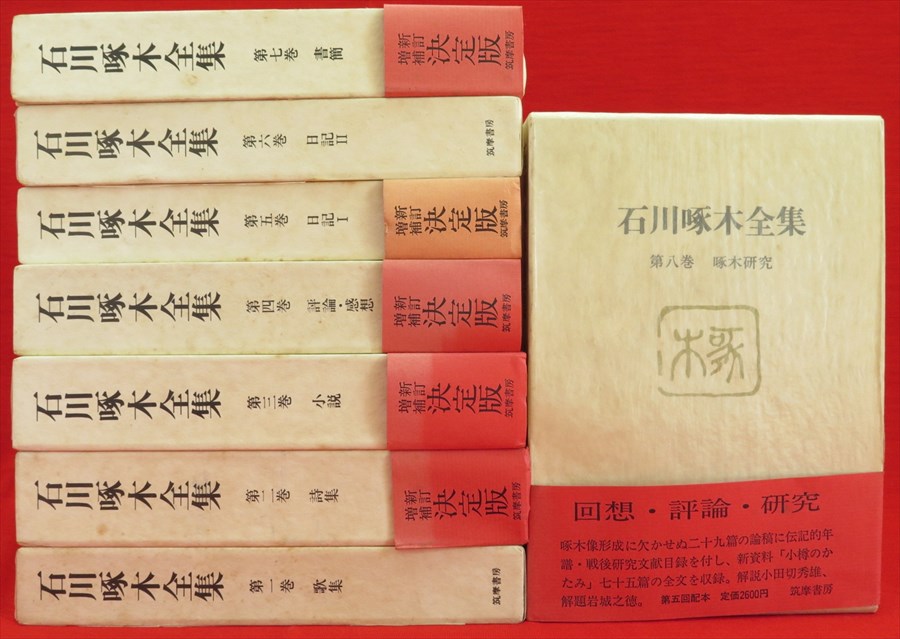 石川啄木全集 第七巻 書簡
新訂増補 決定版 筑摩書房
石川啄木全集 第六巻 日記II 筑摩書房
石川啄木全集 第五巻 日記I
新訂増補 決定版 筑摩書房
石川啄木全集 第四巻 評論・感想
新訂増補 決定版 筑摩書房
石川啄木全集 第三巻 小説
新訂増補 決定版 筑摩書房
石川啄木全集 第二巻 詩集
新訂増補 決定版 筑摩書房
石川啄木全集 第一巻 歌集 筑摩書房
石川啄木全集
第八巻 啄木研究
啄木
回想・評論・研究
啄木像形成に欠かせぬ二十九篇の論稿に伝記的年
譜・戦後研究文献目録を付し、新資料「小樽のか
たみ」七十五篇の全文を収録。解説小田切秀雄、
解題岩城之徳。 第五回配本 定価2600円 筑摩書房